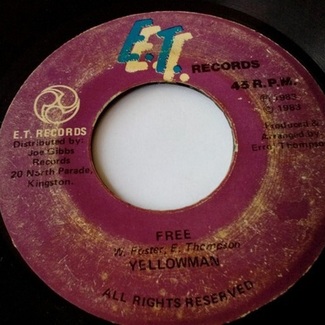 E.T. RECORDS
45 R.P.M.
℗ 1983
© 1983
E.T. RECORDS
Distributed by:
Joe Gibbs
Records
20 North Parade,
Kingston.
Produced &
Arranged by
Errol Thompson
FREE
W. Foster, E. Thompson
YELLOWMAN
ALL RIGHTS RESERVED